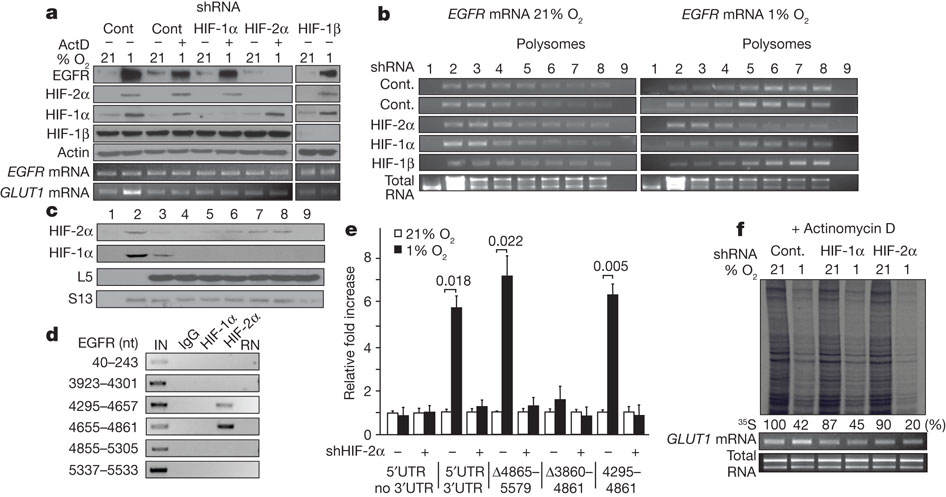 a
shRNA
Cont Cont HIF-1α HIF-2α HIF-1β
ActD – – – + – + – + – –
% O2 21 1 21 1 21 1 21 1 21 1
EGFR
HIF-2α
HIF-1α
HIF-1β
Actin
EGFR mRNA
GLUT1 mRNA
b
EGFR mRNA 21% O2 EGFR mRNA 1% O2
Polysomes Polysomes
shRNA 1 2 3 4 5 6 7 8 9 1 2 3 4 5 6 7 8 9
Cont.
Cont.
HIF-2α
HIF-1α
HIF-1β
Total
RNA
c
1 2 3 4 5 6 7 8 9
HIF-2α
HIF-1α
L5
S13
d
EGFR (nt) IN IgG HIF-1α HIF-2α RN
40–243
3923–4301
4295–4657
4655–4861
4855–5305
5337–5533
e
21% O2
1% O2
Relative fold increase
8
6
4
2
1
0
0.018
0.022
0.005
shHIF-2α – + – + – + – + – +
5′UTR
no 3′UTR
5′UTR
3′UTR
Δ4865–
5579
Δ3860–
4861
4295–
4861
f
+ Actinomycin D
shRNA Cont. HIF-1α HIF-2α
% O2 21 1 21 1 21 1
35S 100 42 87 45 90 20 (%)
GLUT1 mRNA
Total
RNA